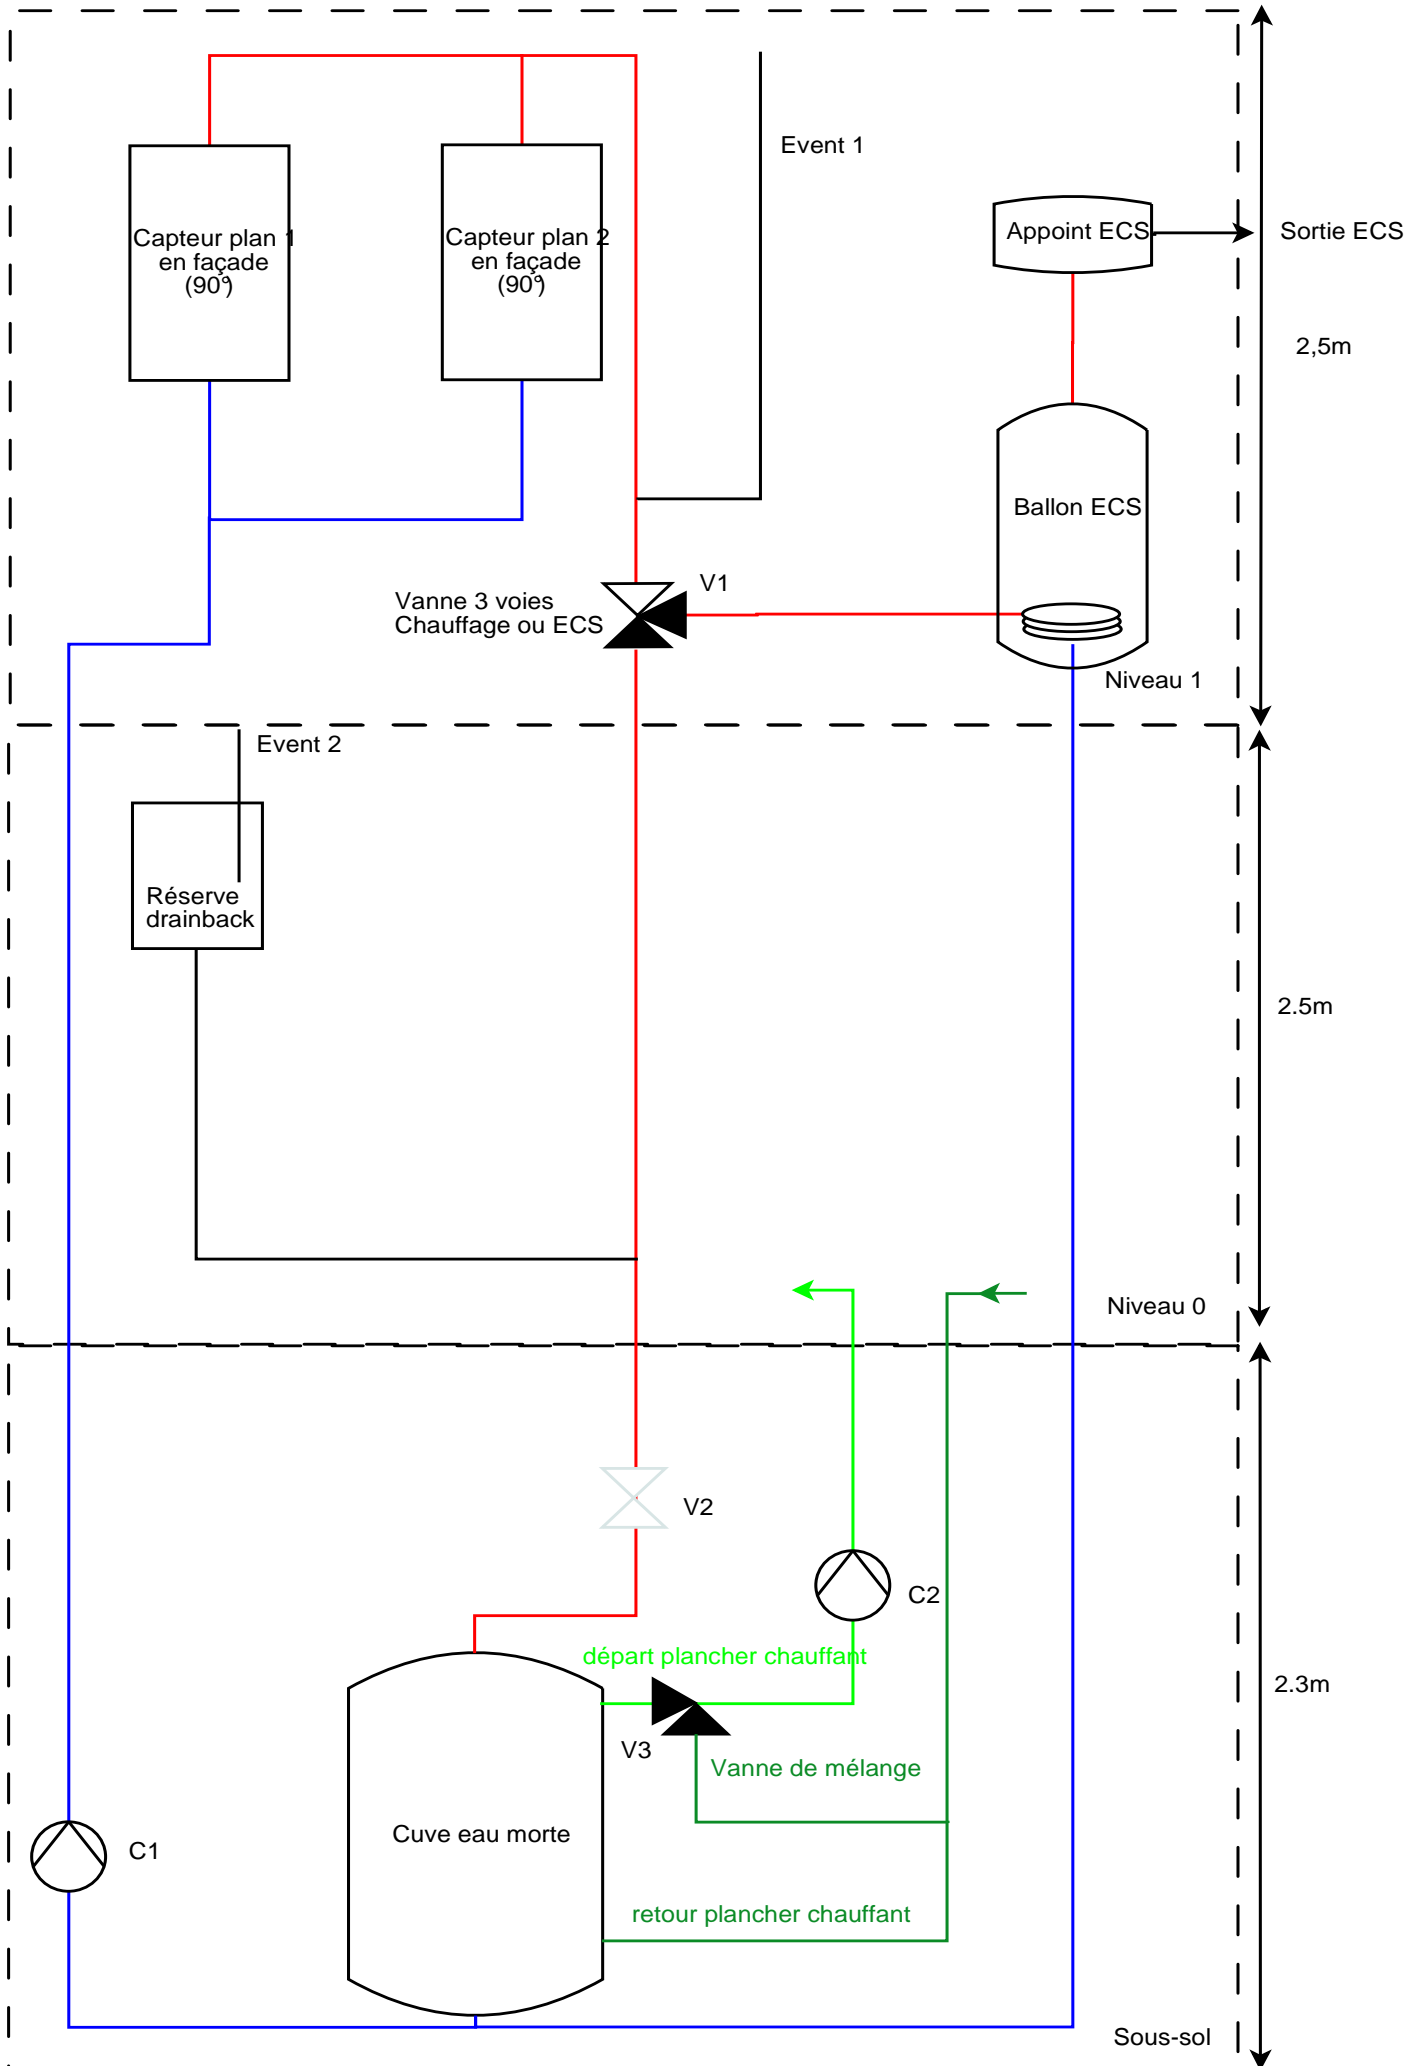 Event 1
Capteur plan 1
en façade
(90°)
Capteur plan 2
en façade
(90°)
Appoint ECS
Sortie ECS
2,5m
Ballon ECS
V1
Vanne 3 voies
Chauffage ou ECS
Niveau 1
Event 2
Réserve
drainback
2.5m
Niveau 0
V2
C2
départ plancher chauffant
2.3m
V3
Vanne de mélange
Cuve eau morte
C1
retour plancher chauffant
Sous-sol